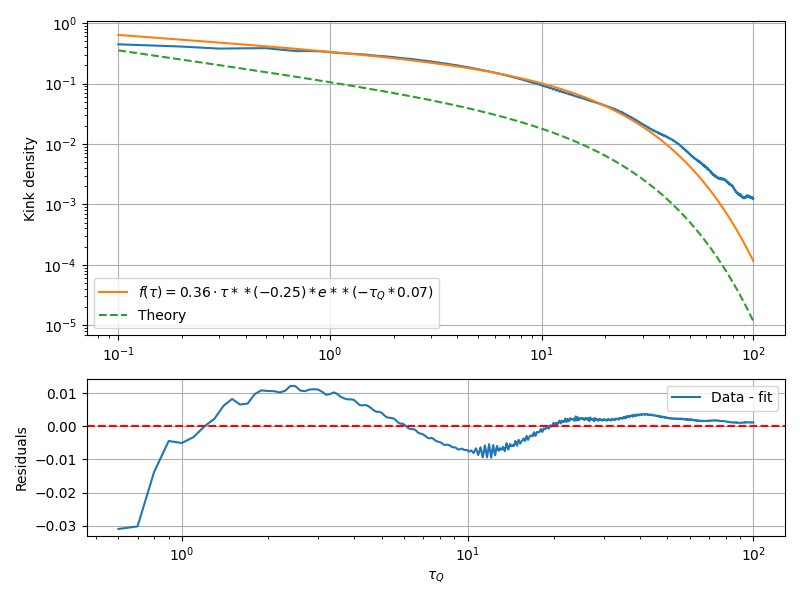 10⁰
10⁻¹
10⁻²
10⁻³
10⁻⁴
10⁻⁵
Kink density
f(τ) = 0.36 · τ * *(−0.25) * e * *(−τ_Q * 0.07)
Theory
10⁻¹ 10⁰ 10¹ 10²
0.01
0.00
−0.01
−0.02
−0.03
Residuals
Data - fit
10⁰ 10¹ 10²
τ_Q